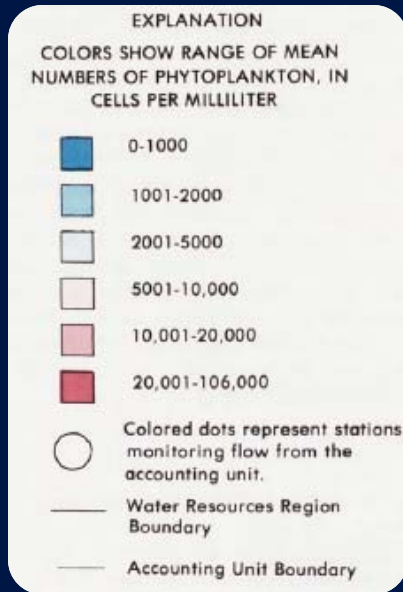 EXPLANATION
COLORS SHOW RANGE OF MEAN
NUMBERS OF PHYTOPLANKTON, IN
CELLS PER MILLILITER
0-1000
1001-2000
2001-5000
5001-10,000
10,001-20,000
20,001-106,000
Colored dots represent stations
monitoring flow from the
accounting unit.
Water Resources Region
Boundary
Accounting Unit Boundary